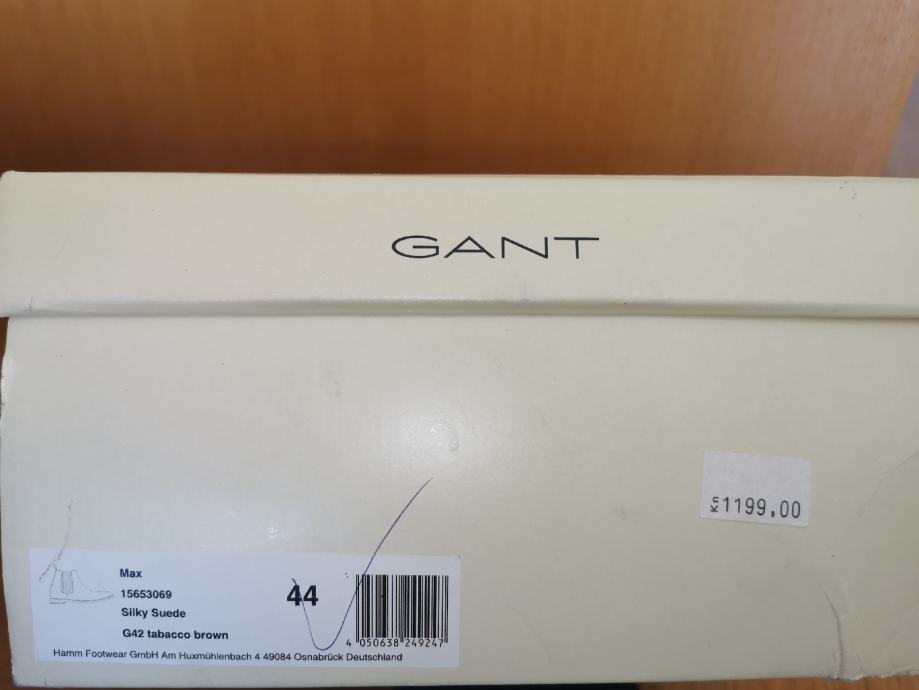 GANT
Kn1199,00
Max
15653069
44
Silky Suede
G42 tabacco brown
4 050638 249247
Hamm Footwear GmbH Am Huxmühlenbach 4 49084 Osnabrück Deutschland